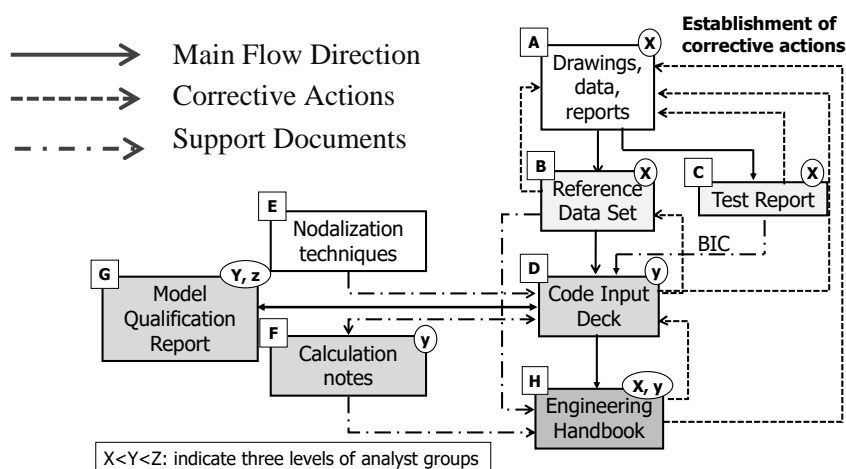 Establishment of
corrective actions
Main Flow Direction
Corrective Actions
Support Documents
A
X
Drawings,
data,
reports
B
X
Reference
Data Set
C
X
Test Report
BIC
E
Nodalization
techniques
G
Y, z
Model
Qualification
Report
D
y
Code Input
Deck
F
y
Calculation
notes
H
X, y
Engineering
Handbook
X<Y<Z: indicate three levels of analyst groups